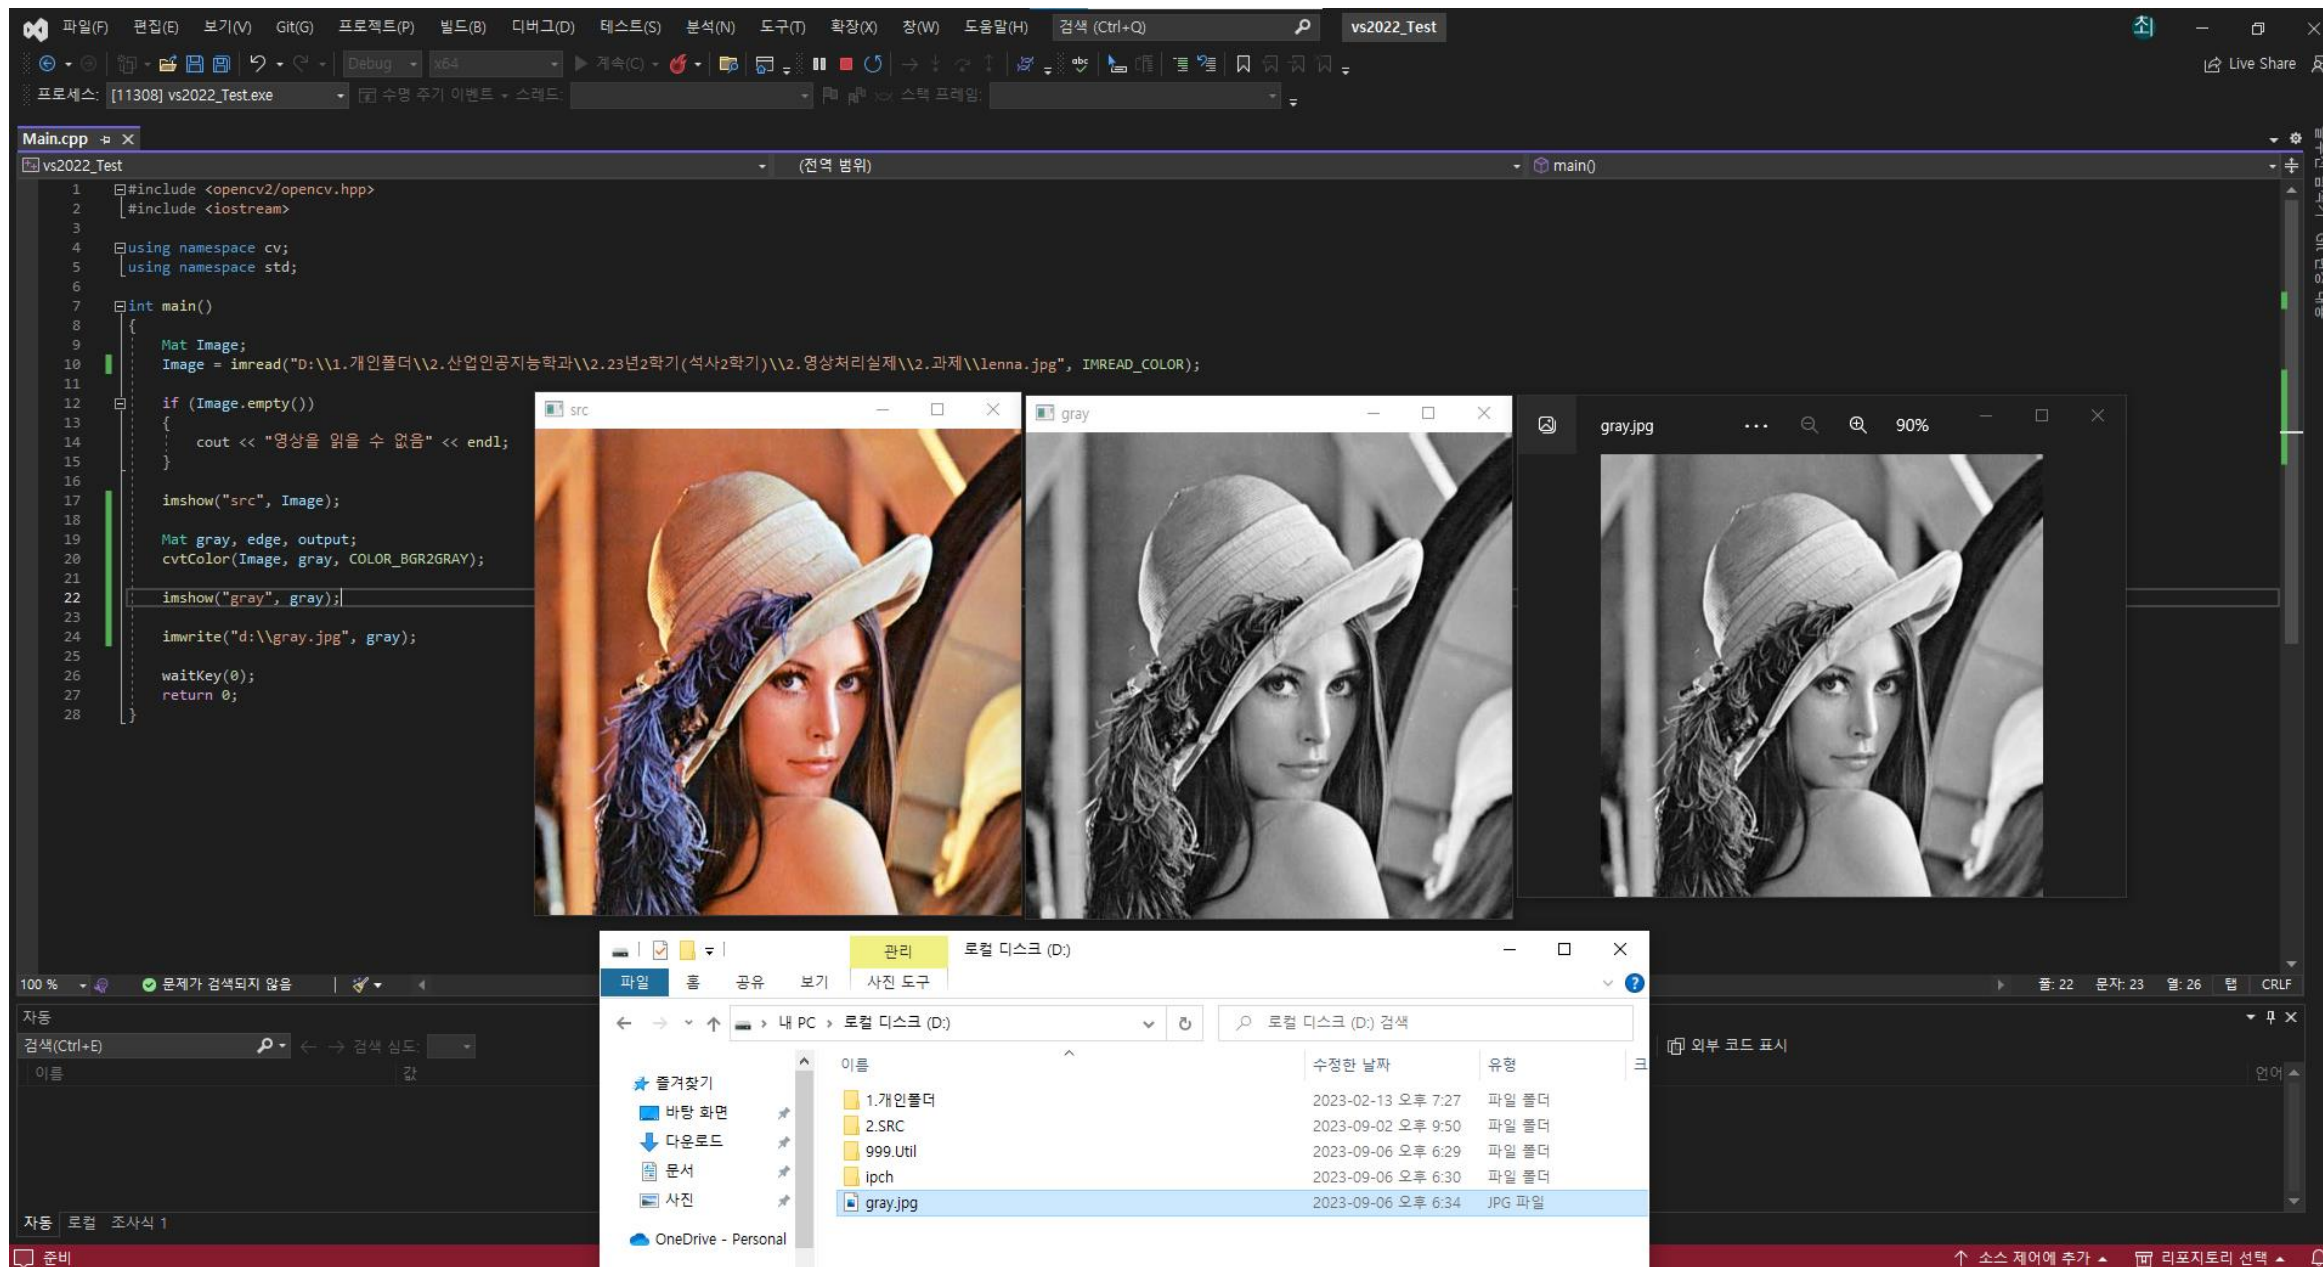 파일(F) 편집(E) 보기(V) Git(G) 프로젝트(P) 빌드(B) 디버그(D) 테스트(S) 분석(N) 도구(T) 확장(X) 창(W) 도움말(H) 검색 (Ctrl+Q) vs2022_Test 최
Debug x64 계속(C) Live Share
프로세스: [11308] vs2022_Test.exe 수명 주기 이벤트 스레드: 스택 프레임:
Main.cpp
vs2022_Test (전역 범위) main()
1 #include <opencv2/opencv.hpp>
2 #include <iostream>
3
4 using namespace cv;
5 using namespace std;
6
7 int main()
8 {
9 Mat Image;
10 Image = imread("D:\\1.개인폴더\\2.산업인공지능학과\\2.23년2학기(석사2학기)\\2.영상처리실제\\2.과제\\lenna.jpg", IMREAD_COLOR);
11
12 if (Image.empty())
13 {
14 cout << "영상을 읽을 수 없음" << endl;
15 }
16
17 imshow("src", Image);
18
19 Mat gray, edge, output;
20 cvtColor(Image, gray, COLOR_BGR2GRAY);
21
22 imshow("gray", gray);
23
24 imwrite("d:\\gray.jpg", gray);
25
26 waitKey(0);
27 return 0;
28 }
src
gray
gray.jpg ... 90%
100 % 문제가 검색되지 않음 줄: 22 문자: 23 열: 26 탭 CRLF
관리 로컬 디스크 (D:)
파일 홈 공유 보기 사진 도구
내 PC 로컬 디스크 (D:) 로컬 디스크 (D:) 검색
이름 수정한 날짜 유형 크
즐겨찾기
바탕 화면
다운로드
문서
사진
OneDrive - Personal
1.개인폴더 2023-02-13 오후 7:27 파일 폴더
2.SRC 2023-09-02 오후 9:50 파일 폴더
999.Util 2023-09-06 오후 6:29 파일 폴더
ipch 2023-09-06 오후 6:30 파일 폴더
gray.jpg 2023-09-06 오후 6:34 JPG 파일
자동
검색(Ctrl+E) 검색 심도: 외부 코드 표시
이름 값 언어
자동 로컬 조사식 1
준비 소스 제어에 추가 리포지토리 선택